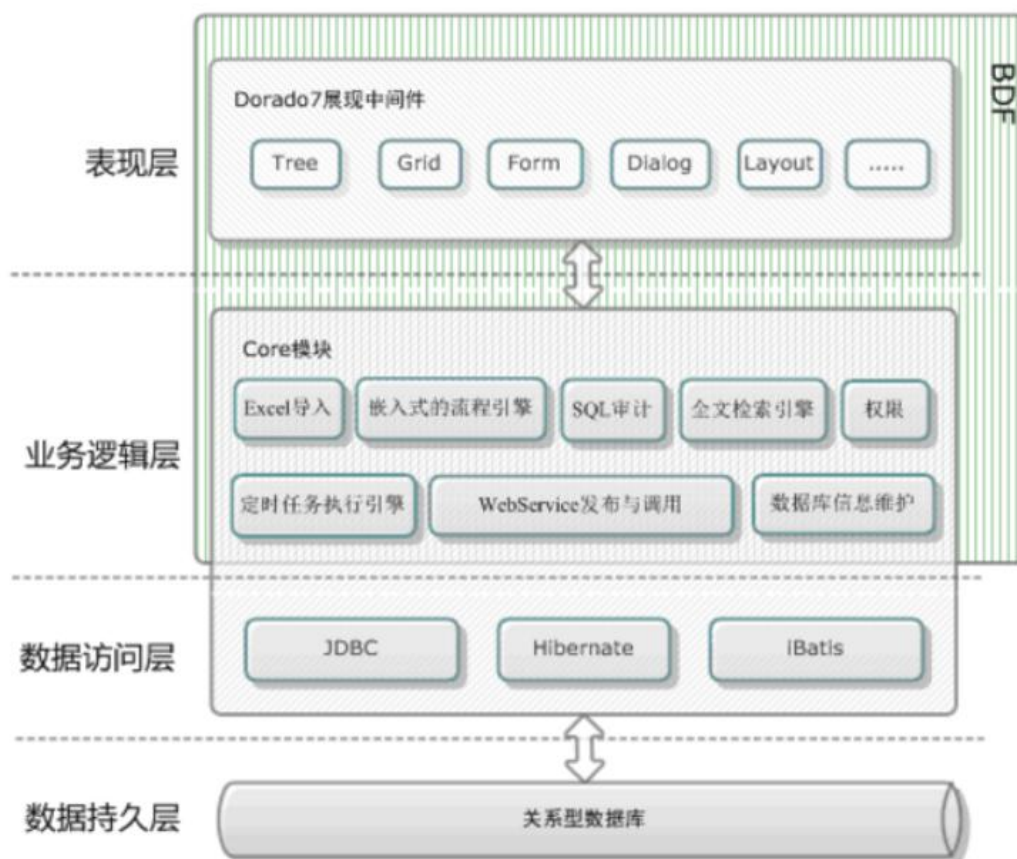 BDF
Dorado7展现中间件
表现层
Tree Grid Form Dialog Layout .....
Core模块
Excel导入 嵌入式的流程引擎 SQL审计 全文检索引擎 权限
业务逻辑层
定时任务执行引擎 WebService发布与调用 数据库信息维护
数据访问层
JDBC Hibernate iBatis
数据持久层
关系型数据库